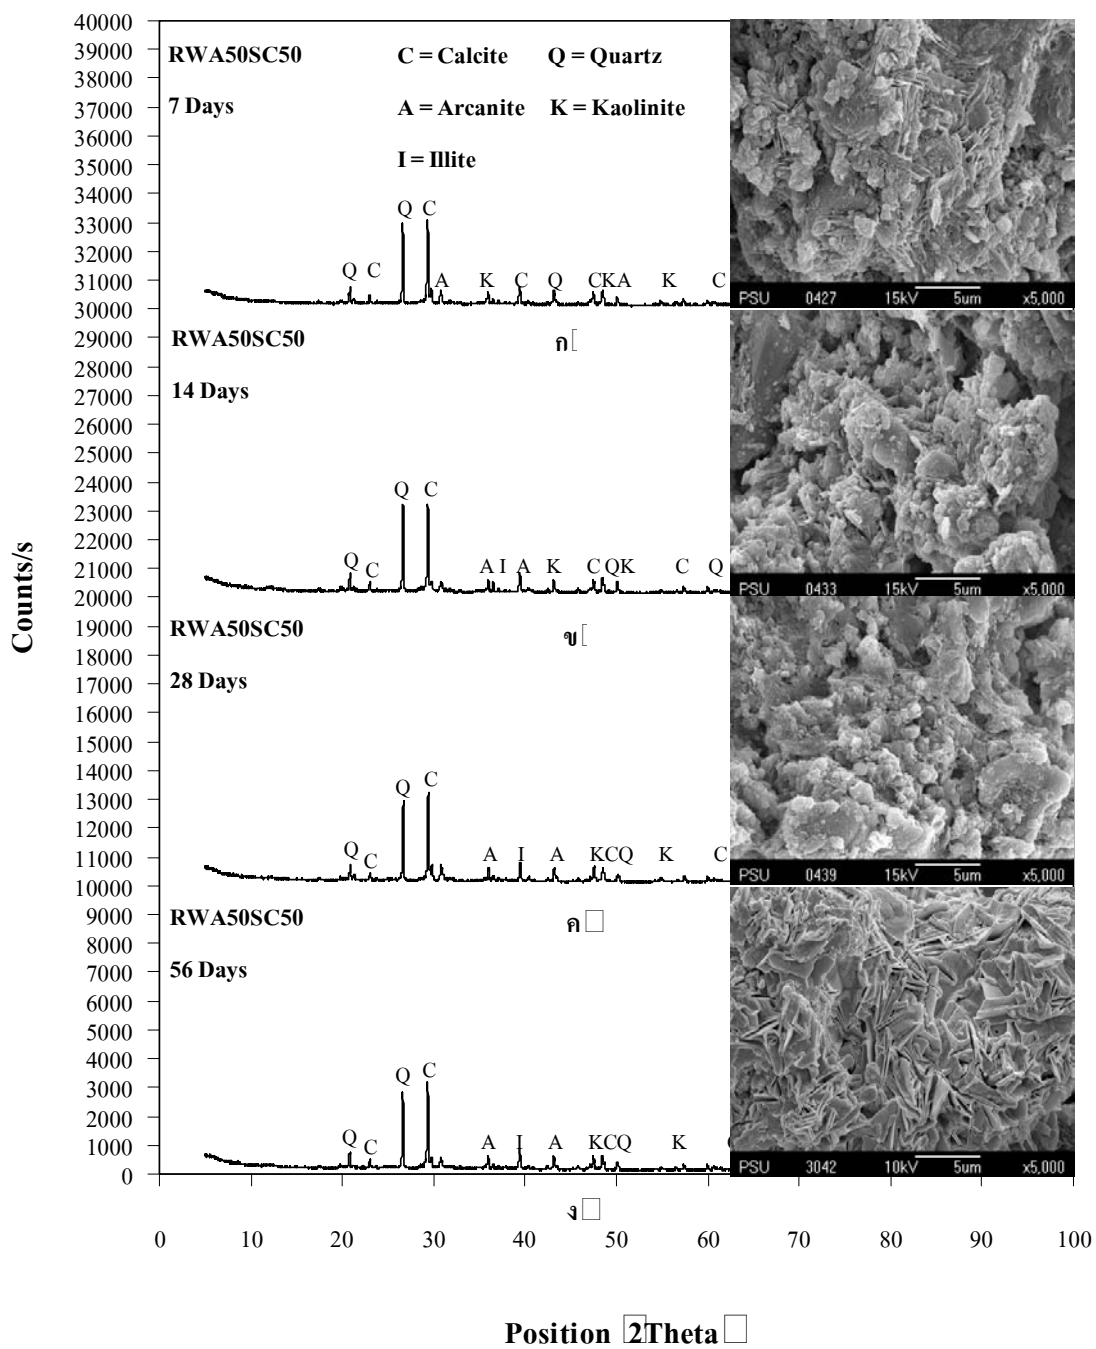 40000
39000
38000
37000
36000
35000
34000
33000
32000
31000
30000
29000
28000
27000
26000
25000
24000
23000
22000
21000
20000
19000
18000
17000
16000
15000
14000
13000
12000
11000
10000
9000
8000
7000
6000
5000
4000
3000
2000
1000
0
Counts/s
RWA50SC50
7 Days
C = Calcite Q = Quartz
A = Arcanite K = Kaolinite
I = Illite
Q C Q C A K C Q C K A K C
PSU 0427 15kV 5um x5,000
ก
RWA50SC50
14 Days
Q C Q C A I A K C Q K C Q
PSU 0433 15kV 5um x5,000
ข
RWA50SC50
28 Days
Q C Q C A I A K C Q K C
PSU 0439 15kV 5um x5,000
ค
RWA50SC50
56 Days
Q C Q C A I A K C Q K
PSU 3042 10kV 5um x5,000
ง
0 10 20 30 40 50 60 70 80 90 100
Position 2Theta